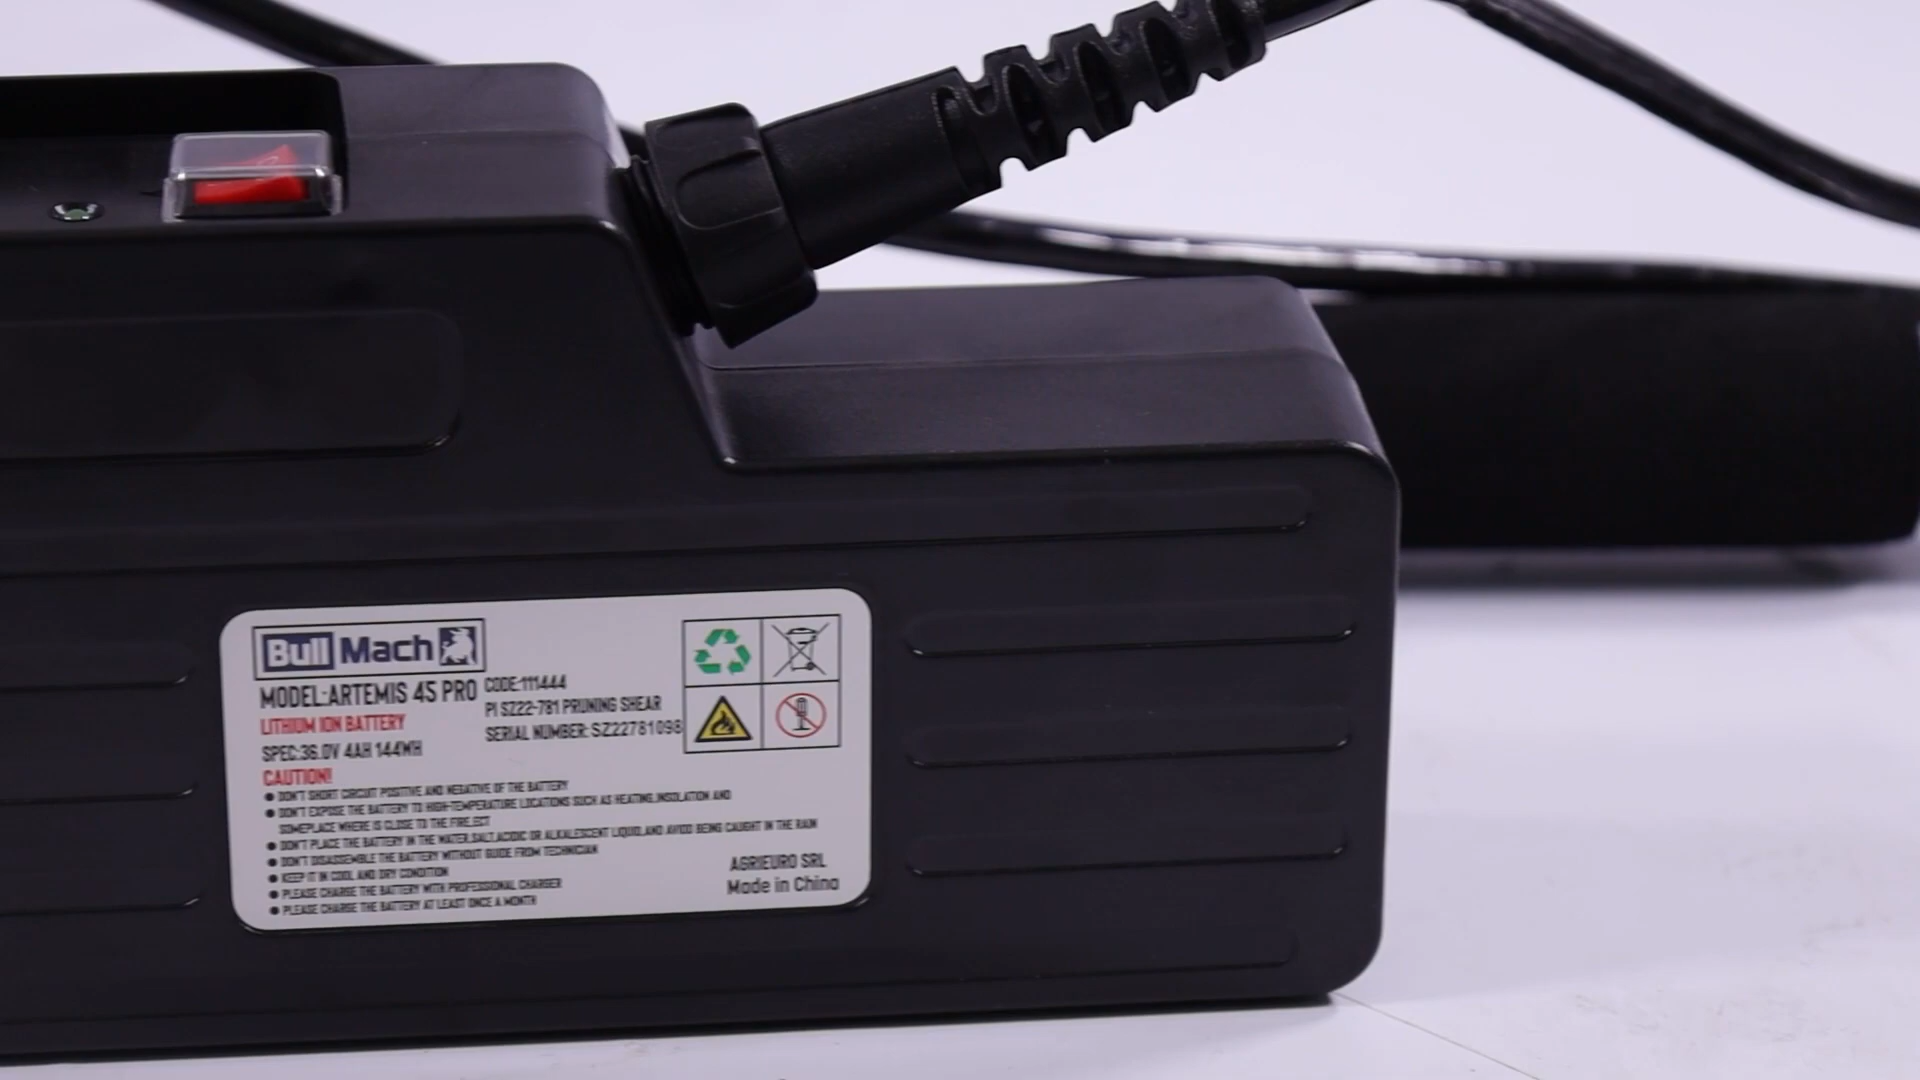 Bull Mach
MODEL:ARTEMIS 45 PRO
LITHIUM ION BATTERY
SPEC:36.0V 4AH 144WH
CODE:111444
PI SZ22-781 PRUNING SHEAR
SERIAL NUMBER: SZ22781098
CAUTION!
● DON'T SHORT CIRCUIT POSITIVE AND NEGATIVE OF THE BATTERY
● DON'T EXPOSE THE BATTERY TO HIGH-TEMPERATURE LOCATIONS SUCH AS HEATING,INSOLATION AND
SOMEPLACE WHERE IS CLOSE TO THE FIRE,ECT
● DON'T PLACE THE BATTERY IN THE WATER,SALT,ACIDIC OR ALKALESCENT LIQUID,AND AVIOD BEING CAUGHT IN THE RAIN
● DON'T DISASSEMBLE THE BATTERY WITHOUT GUIDE FROM TECHNICIAN
● KEEP IT IN COOL AND DRY CONDITION
● PLEASE CHARGE THE BATTERY WITH PROFESSIONAL CHARGER
● PLEASE CHARGE THE BATTERY AT LEAST ONCE A MONTH
AGRIEURO SRL
Made in China